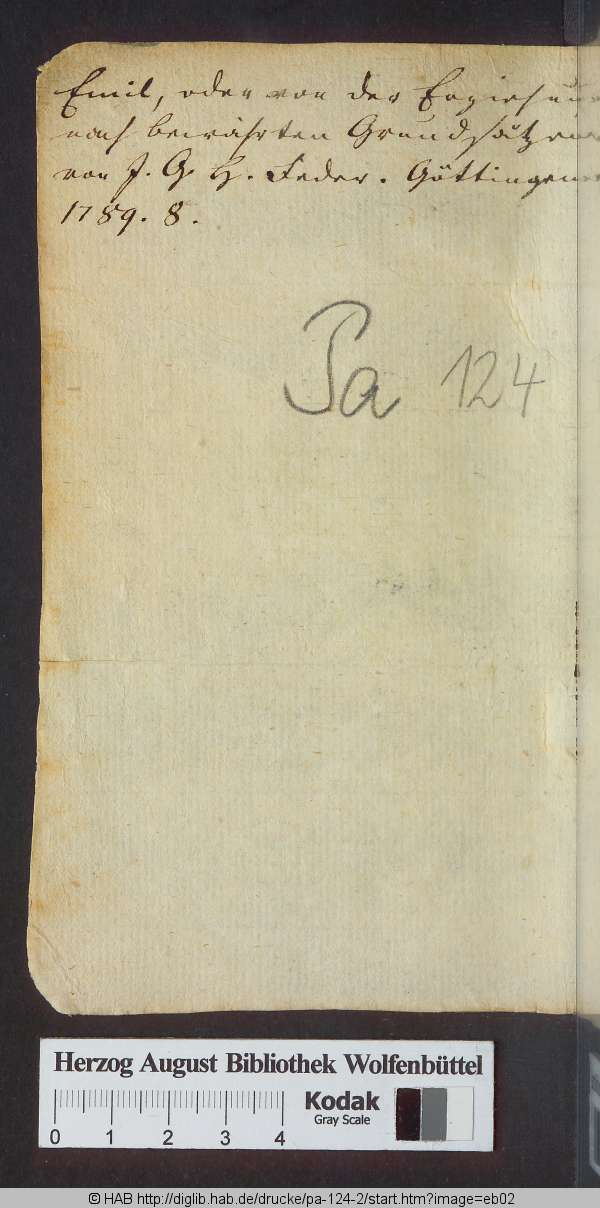 Emil, oder von der Erziehung
nach bewährten Grundsätzen
von J. G. H. Feder. Göttingen
1789. 8.
Pa 124
Herzog August Bibliothek Wolfenbüttel
0 1 2 3 4
Kodak
Gray Scale
© HAB http://diglib.hab.de/drucke/pa-124-2/start.htm?image=eb02